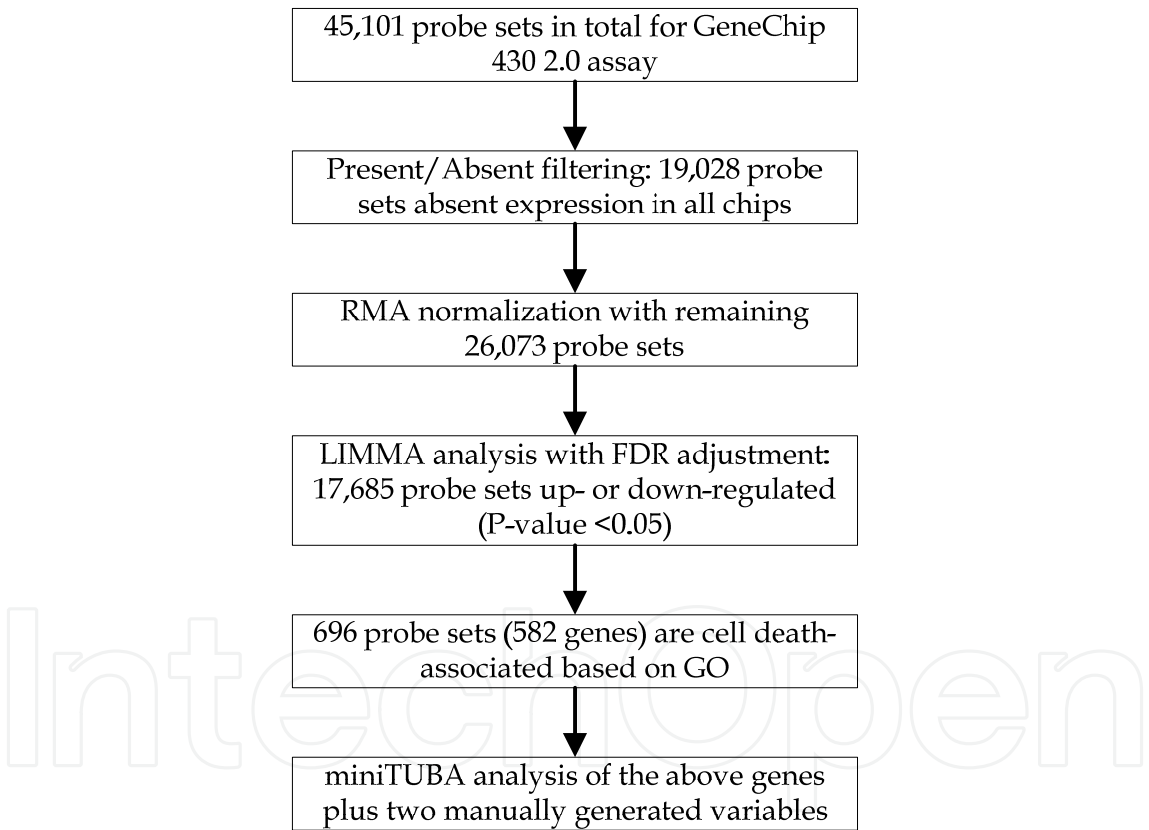 45,101 probe sets in total for GeneChip
430 2.0 assay
Present/Absent filtering: 19,028 probe
sets absent expression in all chips
RMA normalization with remaining
26,073 probe sets
LIMMA analysis with FDR adjustment:
17,685 probe sets up- or down-regulated
(P-value <0.05)
696 probe sets (582 genes) are cell death-
associated based on GO
IntechOpen
miniTUBA analysis of the above genes
plus two manually generated variables